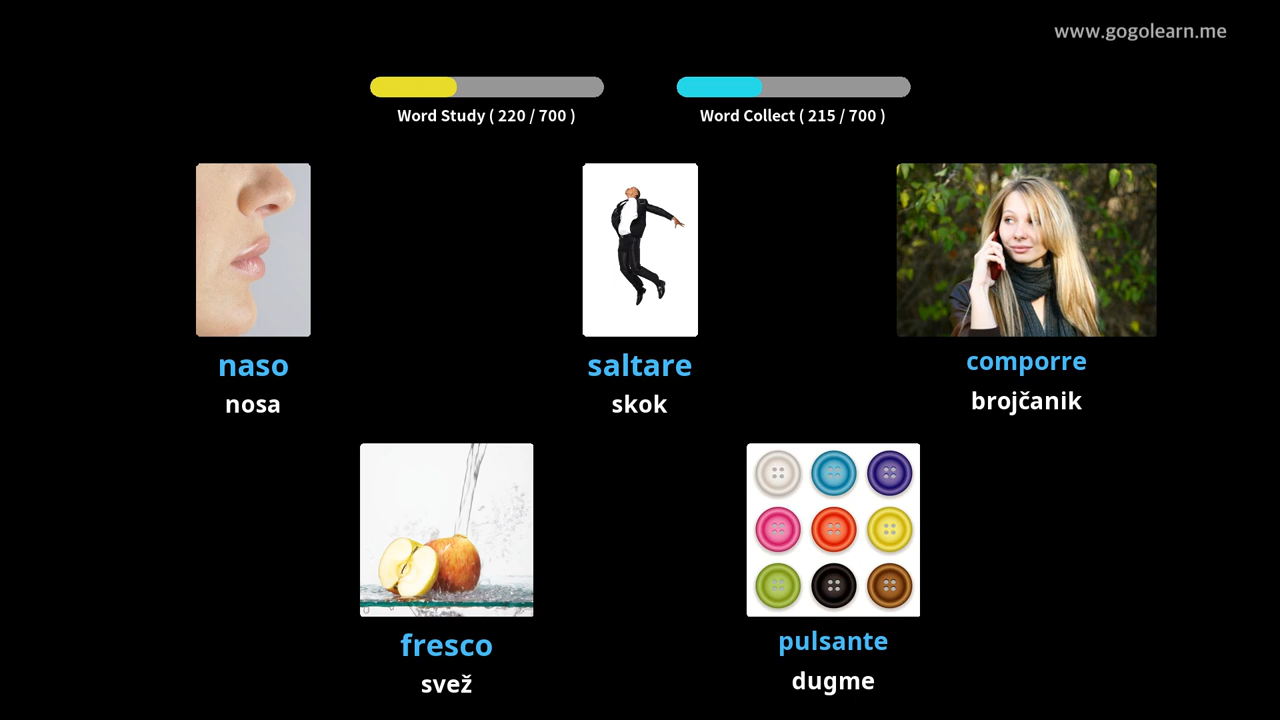 www.gogolearn.me
Word Study ( 220 / 700 )
Word Collect ( 215 / 700 )
naso
nosa
saltare
skok
comporre
brojčanik
fresco
svež
pulsante
dugme